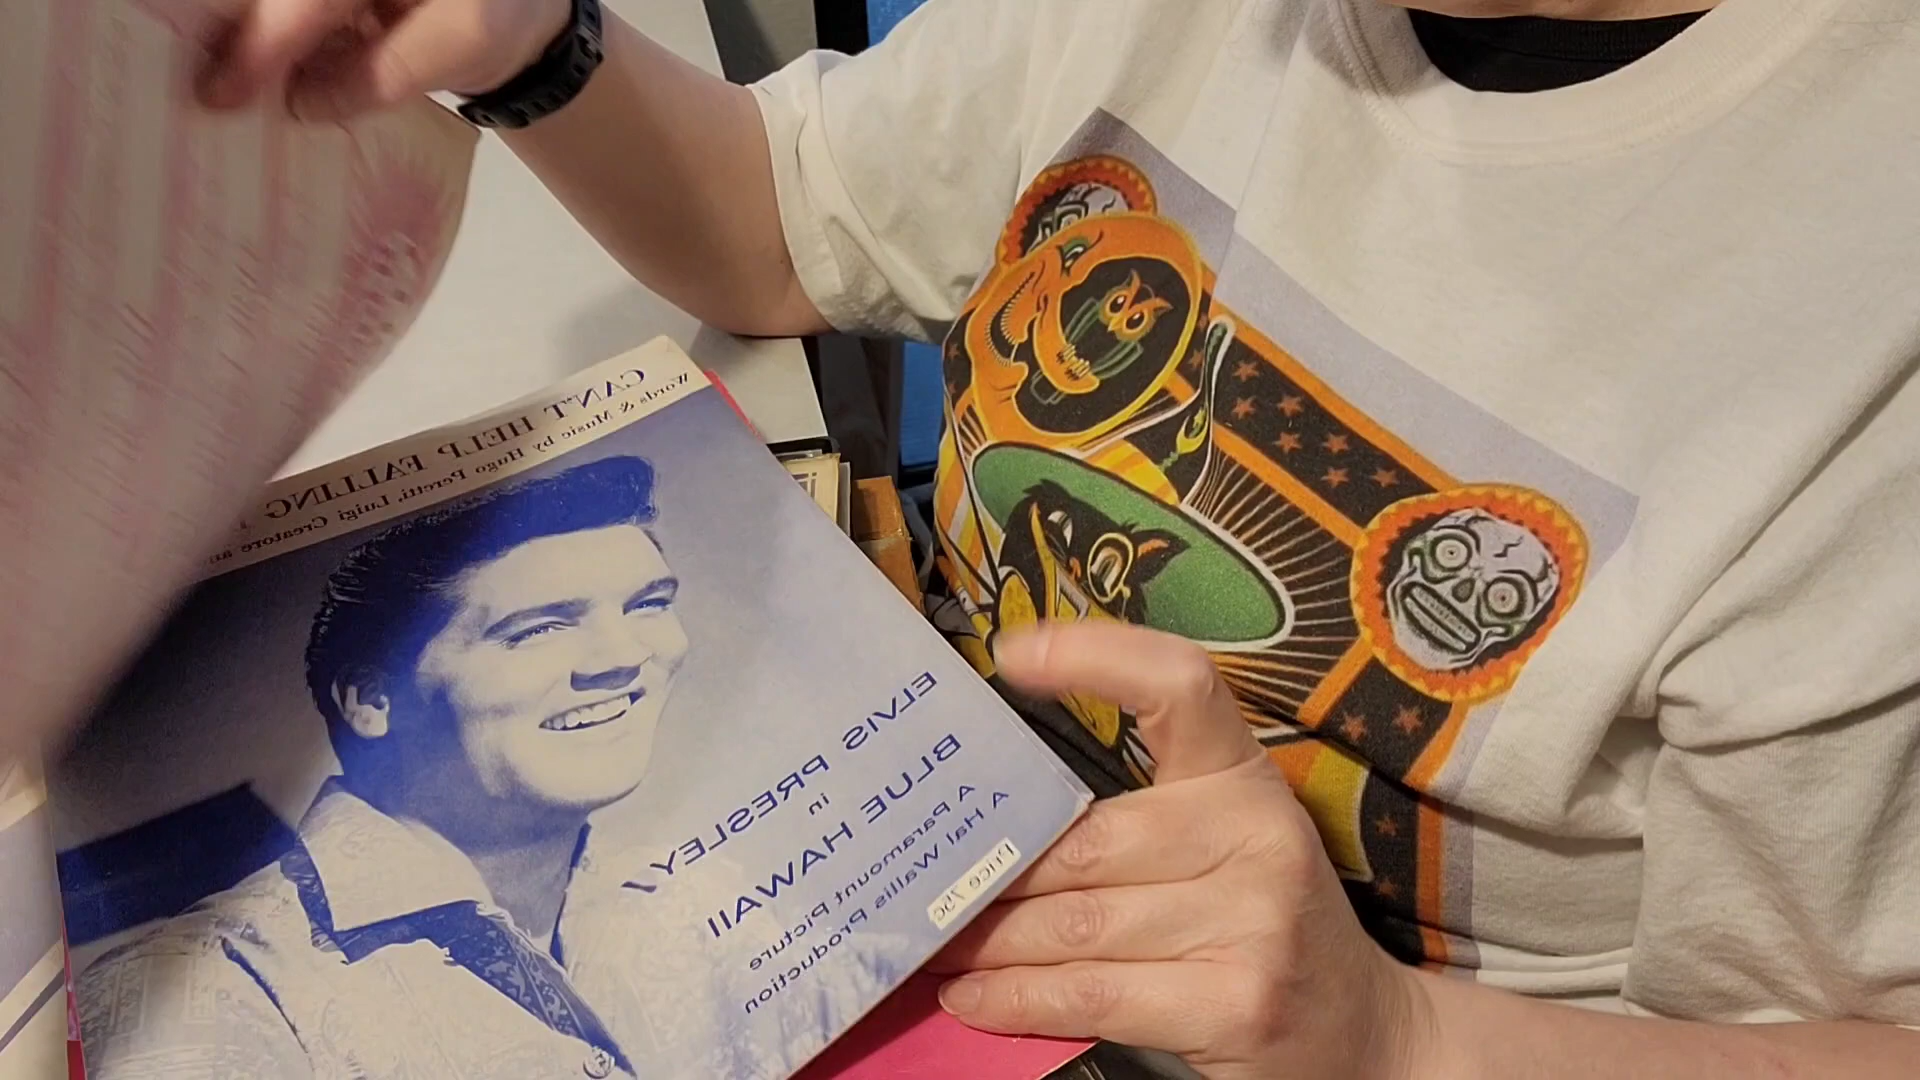 CAN'T HELP FALLING
Words & Music by Hugo Peretti, Luigi Creatore
ELVIS PRESLEY
in
BLUE HAWAII
A Paramount Picture
A Hal Wallis Production
Price 75c